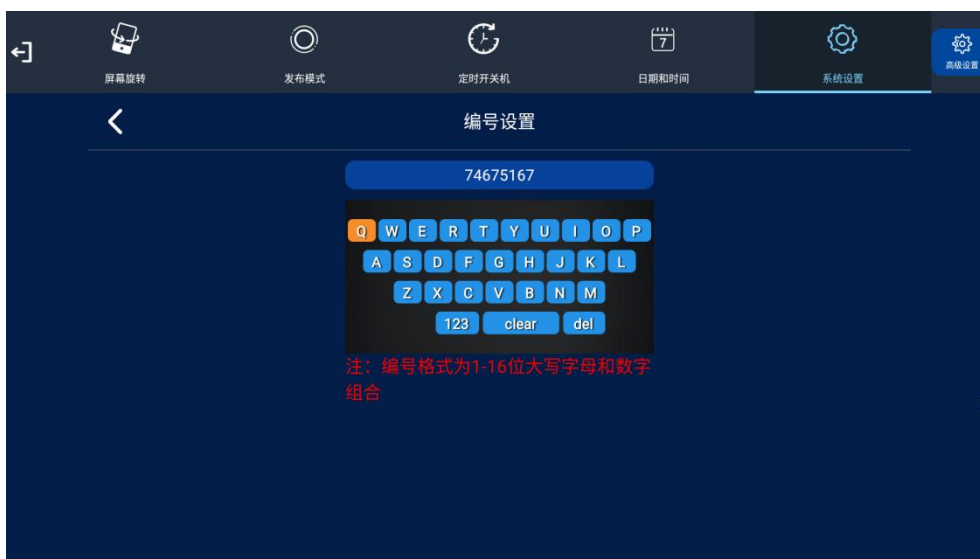 屏幕旋转
发布模式
定时开关机
7
日期和时间
系统设置
高级设置
编号设置
74675167
Q W E R T Y U I O P
A S D F G H J K L
Z X C V B N M
123 clear del
注：编号格式为1-16位大写字母和数字
组合